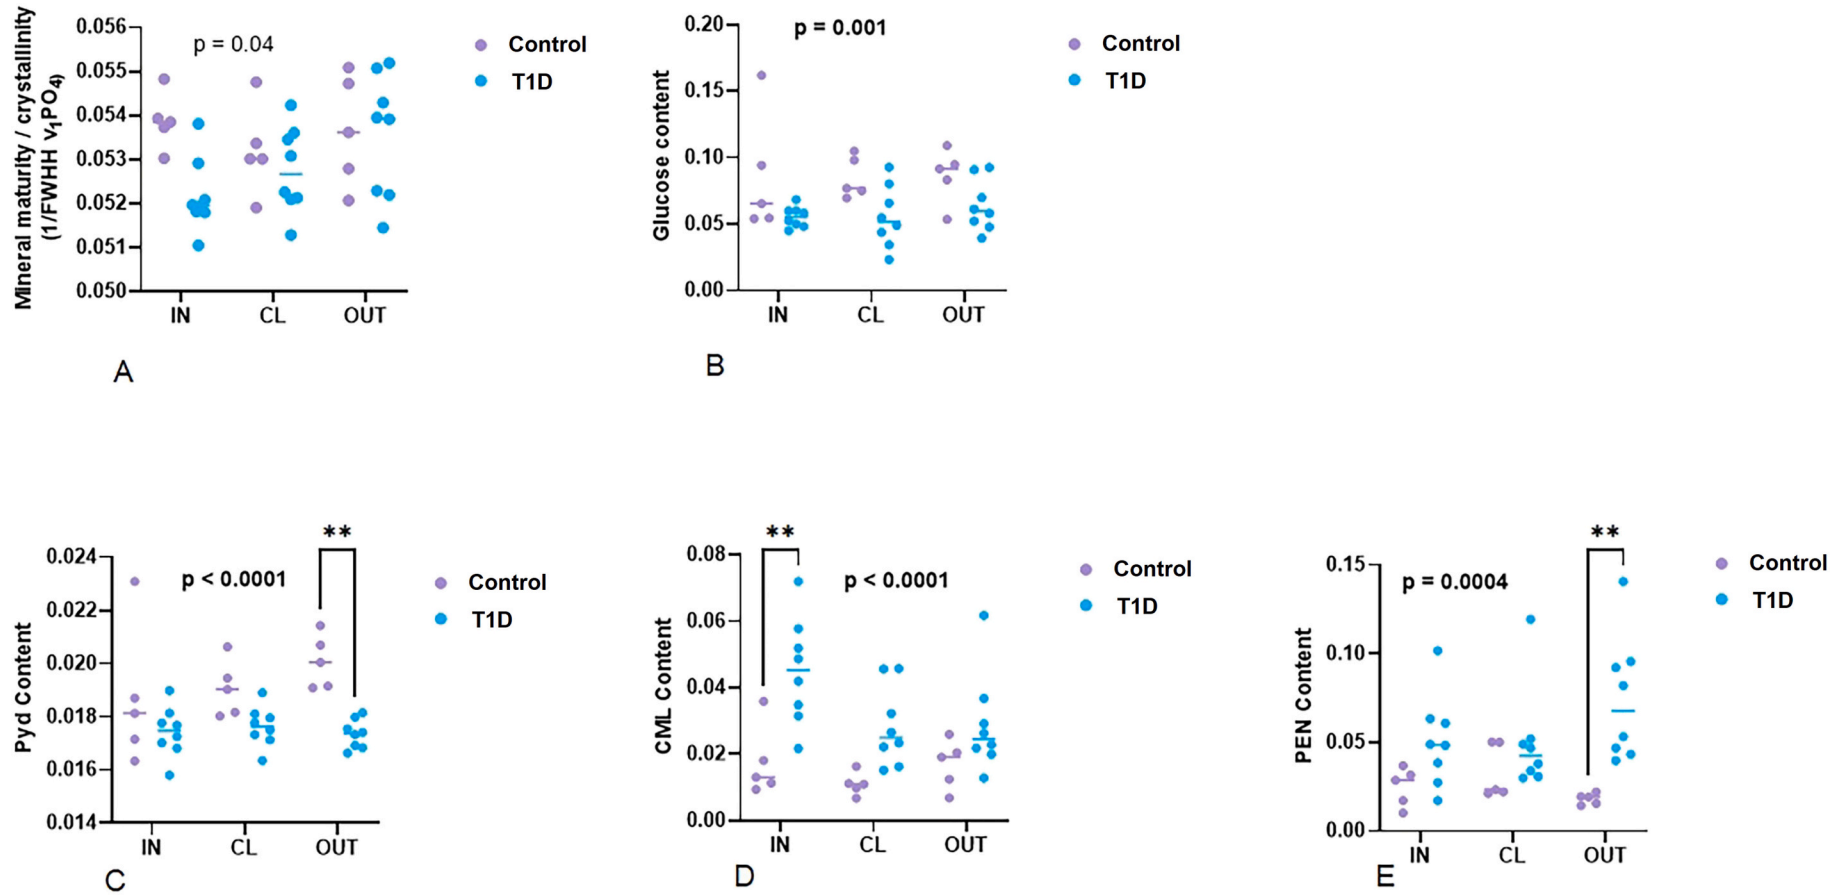 Mineral maturity / crystallinity
(1/FWHH v1PO4)
0.056
0.055
0.054
0.053
0.052
0.051
0.050
p = 0.04
Control
T1D
IN CL OUT
A
Glucose content
0.20
0.15
0.10
0.05
0.00
p = 0.001
Control
T1D
IN CL OUT
B
Pyd Content
0.024
0.022
0.020
0.018
0.016
0.014
p < 0.0001
**
Control
T1D
IN CL OUT
C
CML Content
0.08
0.06
0.04
0.02
0.00
**
p < 0.0001
Control
T1D
IN CL OUT
D
PEN Content
0.15
0.10
0.05
0.00
p = 0.0004
**
Control
T1D
IN CL OUT
E